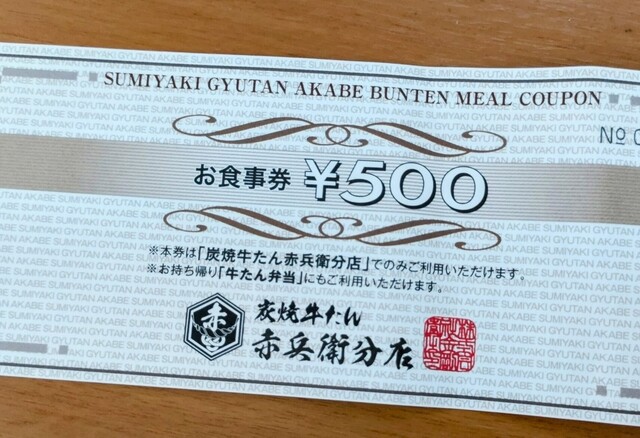 SUMIYAKI GYUTAN AKABE BUNTEN MEAL COUPON
No
お食事券 ¥500
※本券は「炭焼牛たん赤兵衛分店」でのみご利用いただけます。
※お持ち帰り「牛たん弁当」にもご利用いただけます。
炭焼牛たん
赤兵衛分店